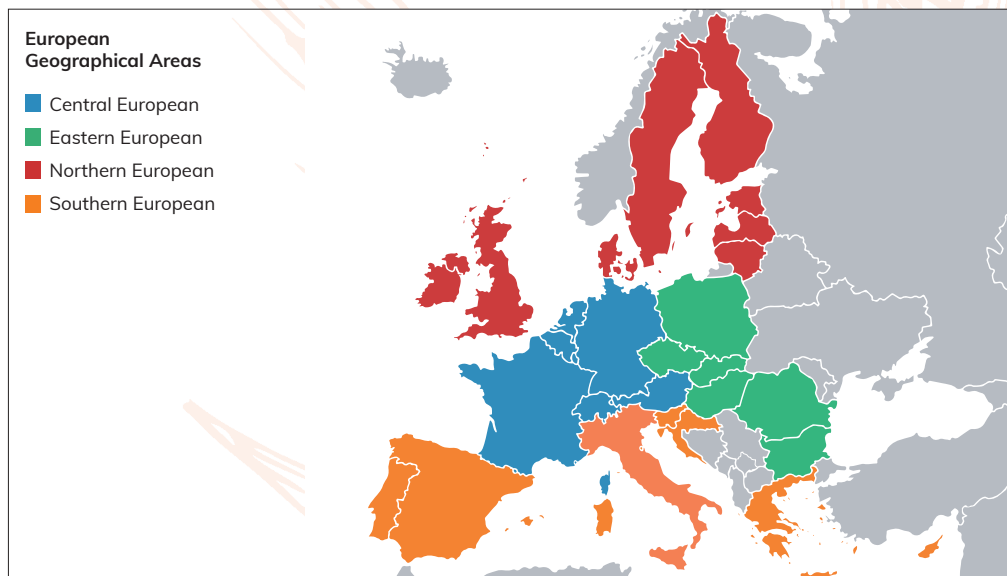 European
Geographical Areas
Central European
Eastern European
Northern European
Southern European